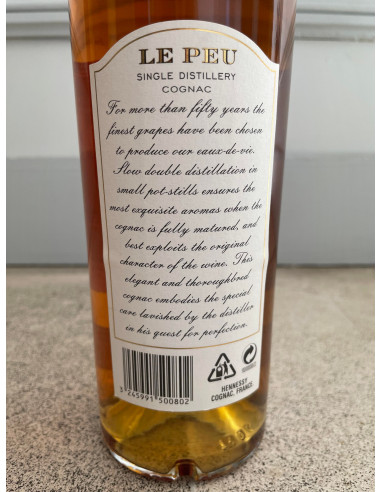 LE PEU
SINGLE DISTILLERY
COGNAC
For more than fifty years the
finest grapes have been chosen
to produce our eaux-de-vie.
Slow double distillation in
small pot-stills ensures the
most exquisite aromas when the
cognac is fully matured, and
best exploits the original
character of the wine. This
elegant and thoroughbred
cognac embodies the special
care lavished by the distiller
in his quest for perfection.
3 245991 500802
HENNESSY
COGNAC, FRANCE